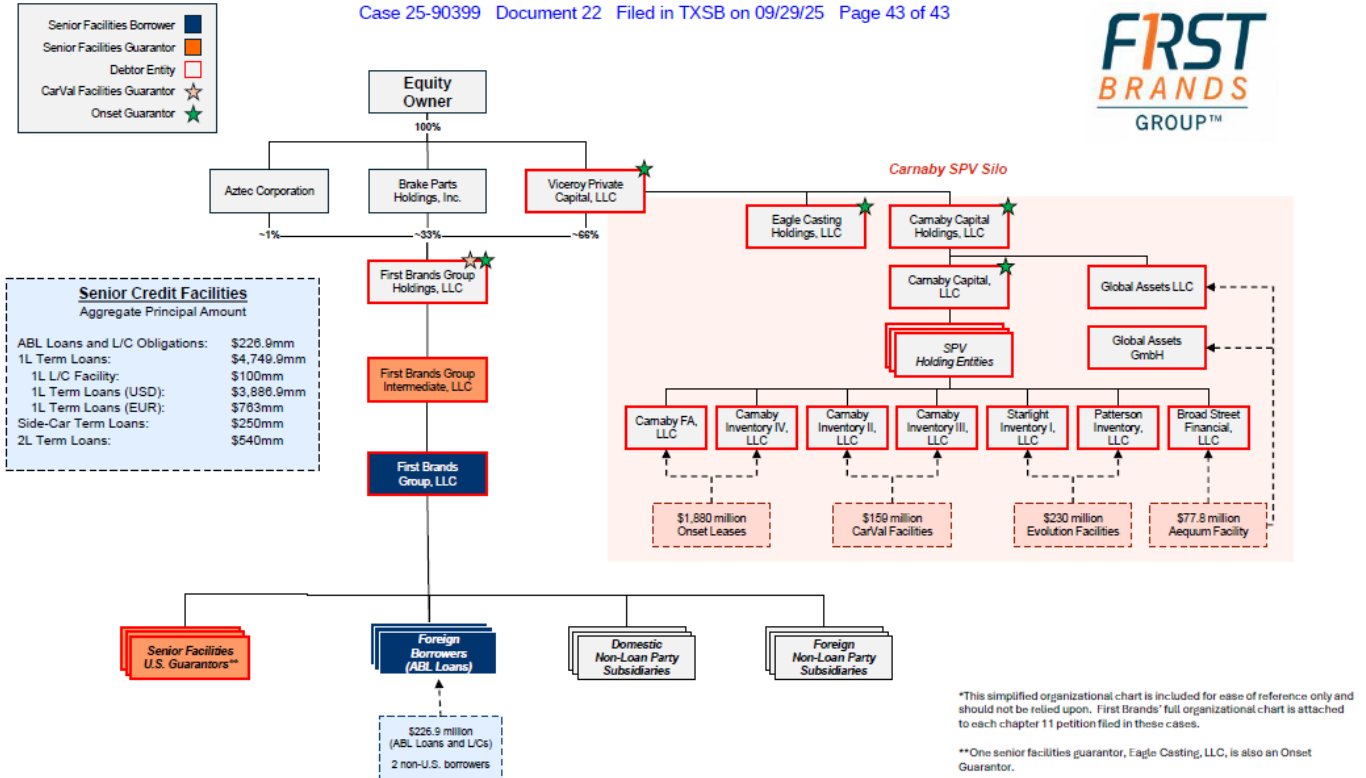 Case 25-90399 Document 22 Filed in TXSB on 09/29/25 Page 43 of 43
Senior Facilities Borrower
Senior Facilities Guarantor
Debtor Entity
CarVal Facilities Guarantor
Onset Guarantor
F1RST
BRANDS
GROUP™
Equity
Owner
100%
Aztec Corporation
Brake Parts
Holdings, Inc.
Viceroy Private
Capital, LLC
~1%
~33%
~66%
Carnaby SPV Silo
Eagle Casting
Holdings, LLC
Carnaby Capital
Holdings, LLC
First Brands Group
Holdings, LLC
Carnaby Capital,
LLC
Global Assets LLC
Senior Credit Facilities
Aggregate Principal Amount
ABL Loans and L/C Obligations: $226.9mm
1L Term Loans: $4,749.9mm
1L L/C Facility: $100mm
1L Term Loans (USD): $3,886.9mm
1L Term Loans (EUR): $763mm
Side-Car Term Loans: $250mm
2L Term Loans: $540mm
SPV
Holding Entities
Global Assets
GmbH
First Brands Group
Intermediate, LLC
Carnaby FA,
LLC
Carnaby
Inventory IV,
LLC
Carnaby
Inventory II,
LLC
Carnaby
Inventory III,
LLC
Starlight
Inventory I,
LLC
Patterson
Inventory,
LLC
Broad Street
Financial,
LLC
First Brands
Group, LLC
$1,880 million
Onset Leases
$159 million
CarVal Facilities
$230 million
Evolution Facilities
$77.8 million
Aequum Facility
Senior Facilities
U.S. Guarantors**
Foreign
Borrowers
(ABL Loans)
Domestic
Non-Loan Party
Subsidiaries
Foreign
Non-Loan Party
Subsidiaries
$226.9 million
(ABL Loans and L/Cs)
2 non-U.S. borrowers
*This simplified organizational chart is included for ease of reference only and
should not be relied upon. First Brands' full organizational chart is attached
to each chapter 11 petition filed in these cases.
**One senior facilities guarantor, Eagle Casting, LLC, is also an Onset
Guarantor.